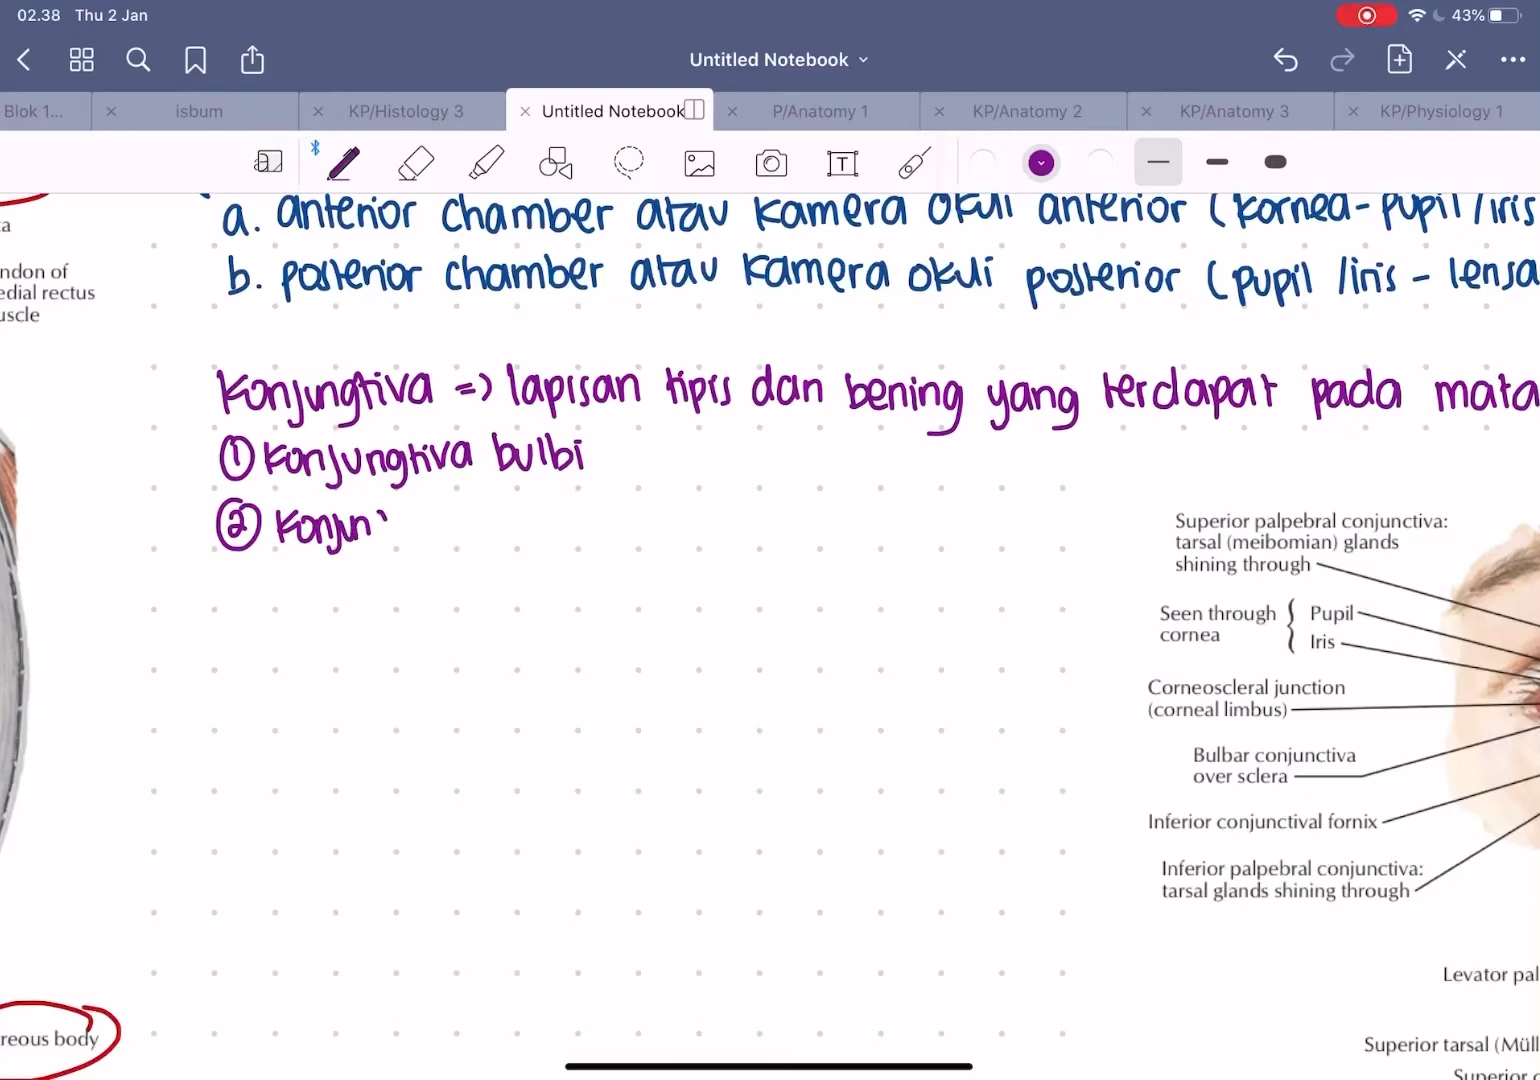 02.38 Thu 2 Jan
43%
Untitled Notebook
Blok 1...
isbum
KP/Histology 3
Untitled Notebook
P/Anatomy 1
KP/Anatomy 2
KP/Anatomy 3
KP/Physiology 1
a. anterior chamber atau kamera okuli anterior (kornea - pupil / iris
b. posterior chamber atau kamera okuli posterior (pupil / iris - lensa
edial rectus
uscle
ndon of
Konjungtiva => lapisan tipis dan bening yang terdapat pada mata
① Konjungtiva bulbi
② Konjun
Superior palpebral conjunctiva:
tarsal (meibomian) glands
shining through
Seen through
cornea
{ Pupil
Iris
Corneoscleral junction
(corneal limbus)
Bulbar conjunctiva
over sclera
Inferior conjunctival fornix
Inferior palpebral conjunctiva:
tarsal glands shining through
Levator pal
reous body
Superior tarsal (Müll
Superior